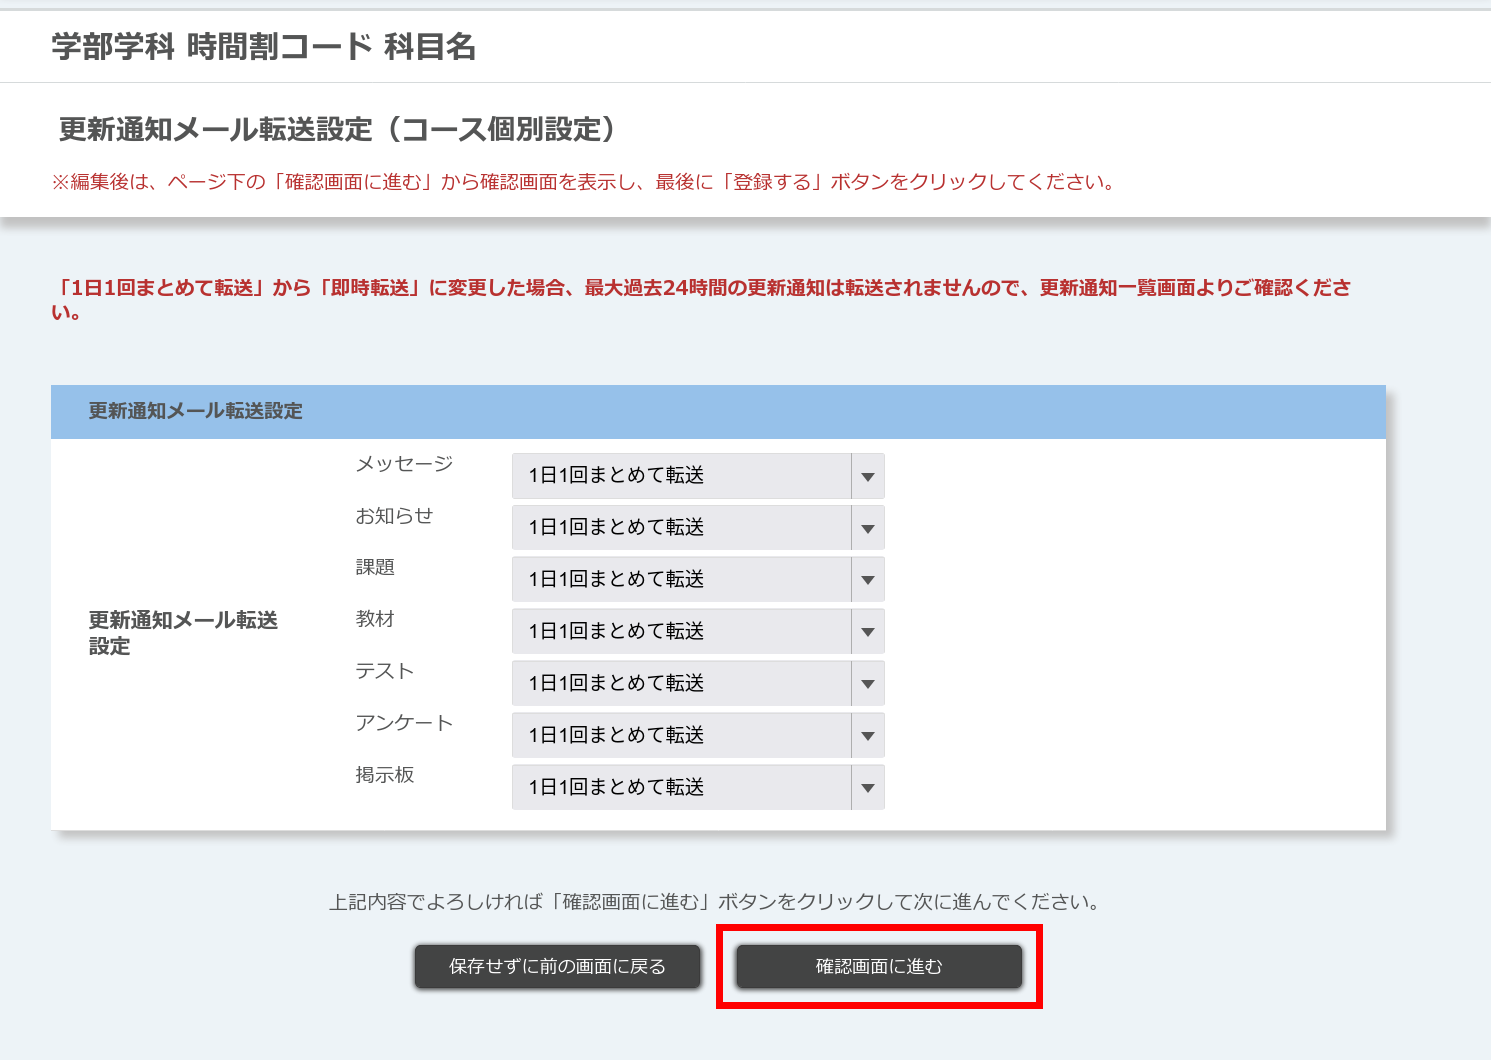 学部学科 時間割コード 科目名
更新通知メール転送設定（コース個別設定）
※編集後は、ページ下の「確認画面に進む」から確認画面を表示し、最後に「登録する」ボタンをクリックしてください。
「1日1回まとめて転送」から「即時転送」に変更した場合、最大過去24時間の更新通知は転送されませんので、更新通知一覧画面よりご確認くださ
い。
更新通知メール転送設定
更新通知メール転送
設定
メッセージ 1日1回まとめて転送
お知らせ 1日1回まとめて転送
課題 1日1回まとめて転送
教材 1日1回まとめて転送
テスト 1日1回まとめて転送
アンケート 1日1回まとめて転送
掲示板 1日1回まとめて転送
上記内容でよろしければ「確認画面に進む」ボタンをクリックして次に進んでください。
保存せずに前の画面に戻る 確認画面に進む